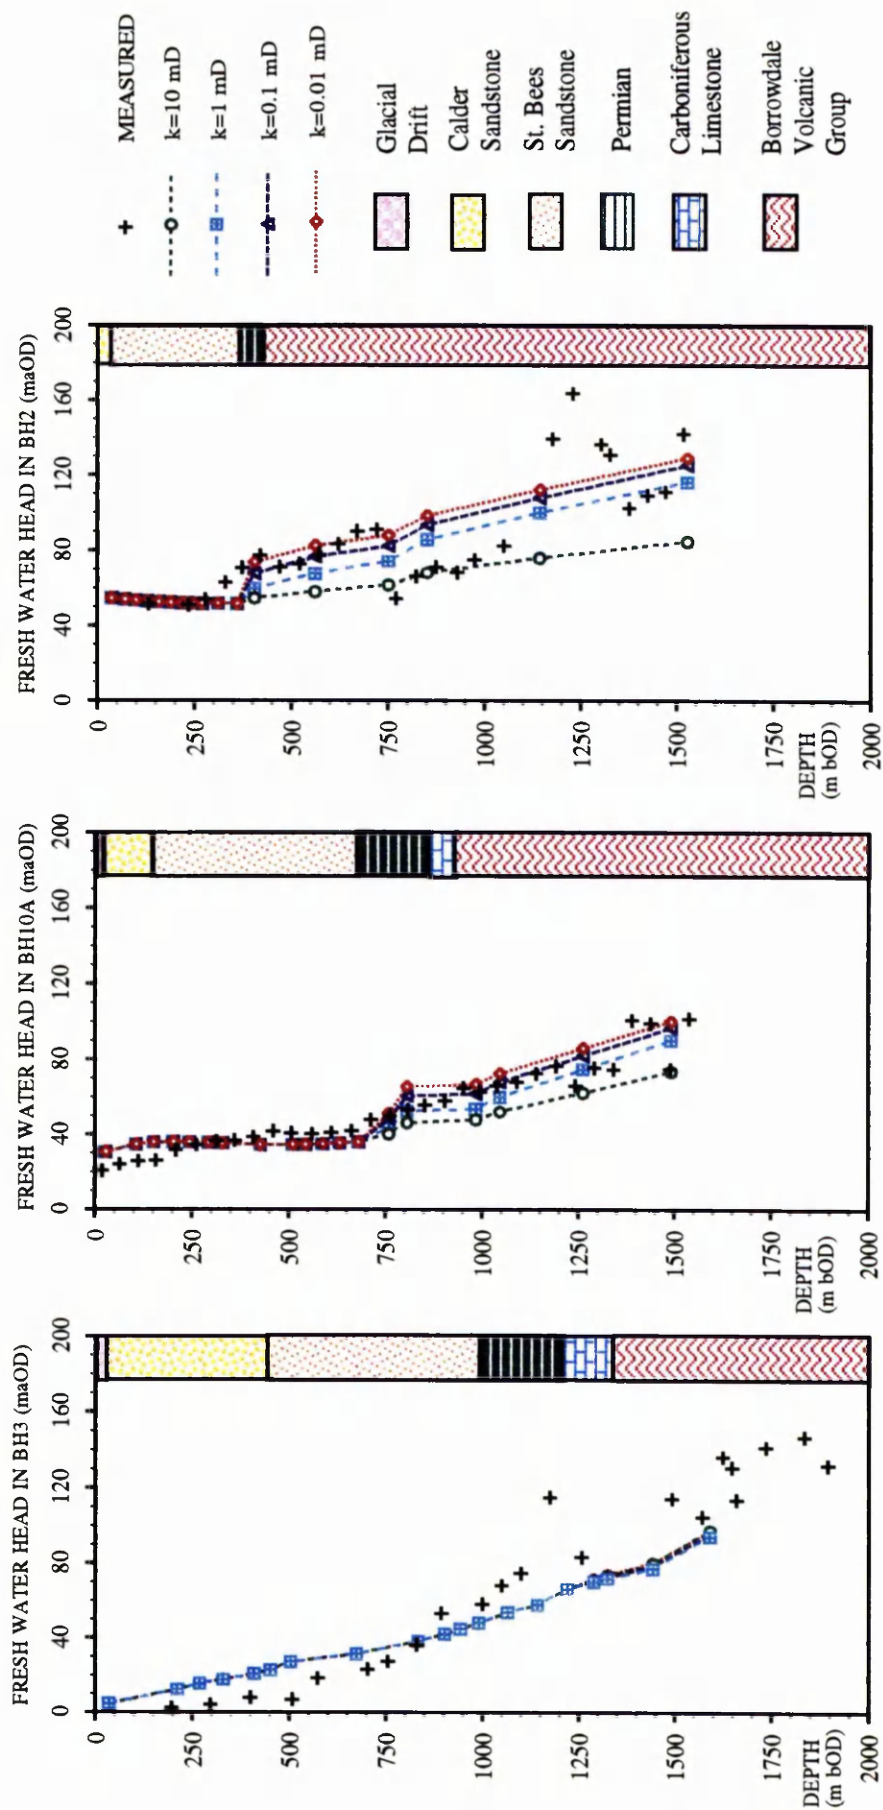 FRESH WATER HEAD IN BH3 (maOD)
0
40
80
120
160
200
0
250
500
750
1000
1250
1500
1750
2000
DEPTH
(m bOD)
FRESH WATER HEAD IN BH10A (maOD)
0
40
80
120
160
200
0
250
500
750
1000
1250
1500
1750
2000
DEPTH
(m bOD)
FRESH WATER HEAD IN BH2 (maOD)
0
40
80
120
160
200
0
250
500
750
1000
1250
1500
1750
2000
DEPTH
(m bOD)
MEASURED
k=10 mD
k=1 mD
k=0.1 mD
k=0.01 mD
Glacial
Drift
Calder
Sandstone
St. Bees
Sandstone
Permian
Carboniferous
Limestone
Borrowdale
Volcanic
Group